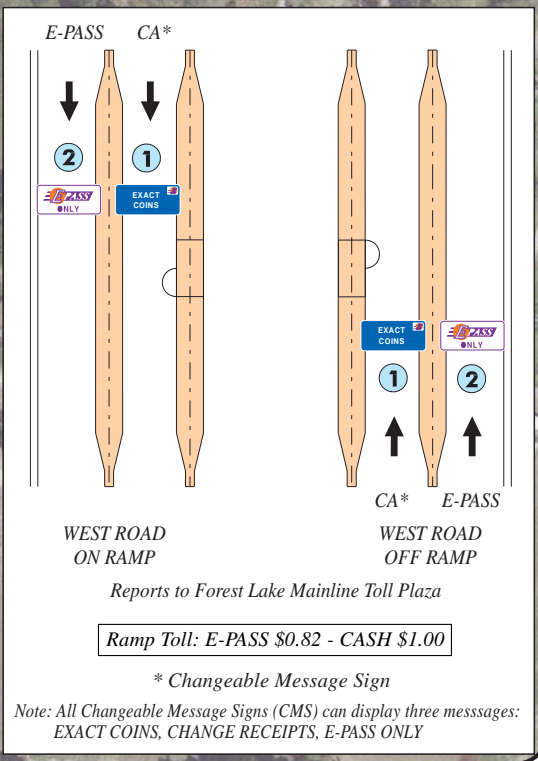 E-PASS CA*
2 1
E-PASS
ONLY
EXACT
COINS
EXACT
COINS
E-PASS
ONLY
1 2
CA* E-PASS
WEST ROAD
ON RAMP
WEST ROAD
OFF RAMP
Reports to Forest Lake Mainline Toll Plaza
Ramp Toll: E-PASS $0.82 - CASH $1.00
* Changeable Message Sign
Note: All Changeable Message Signs (CMS) can display three messsages:
EXACT COINS, CHANGE RECEIPTS, E-PASS ONLY